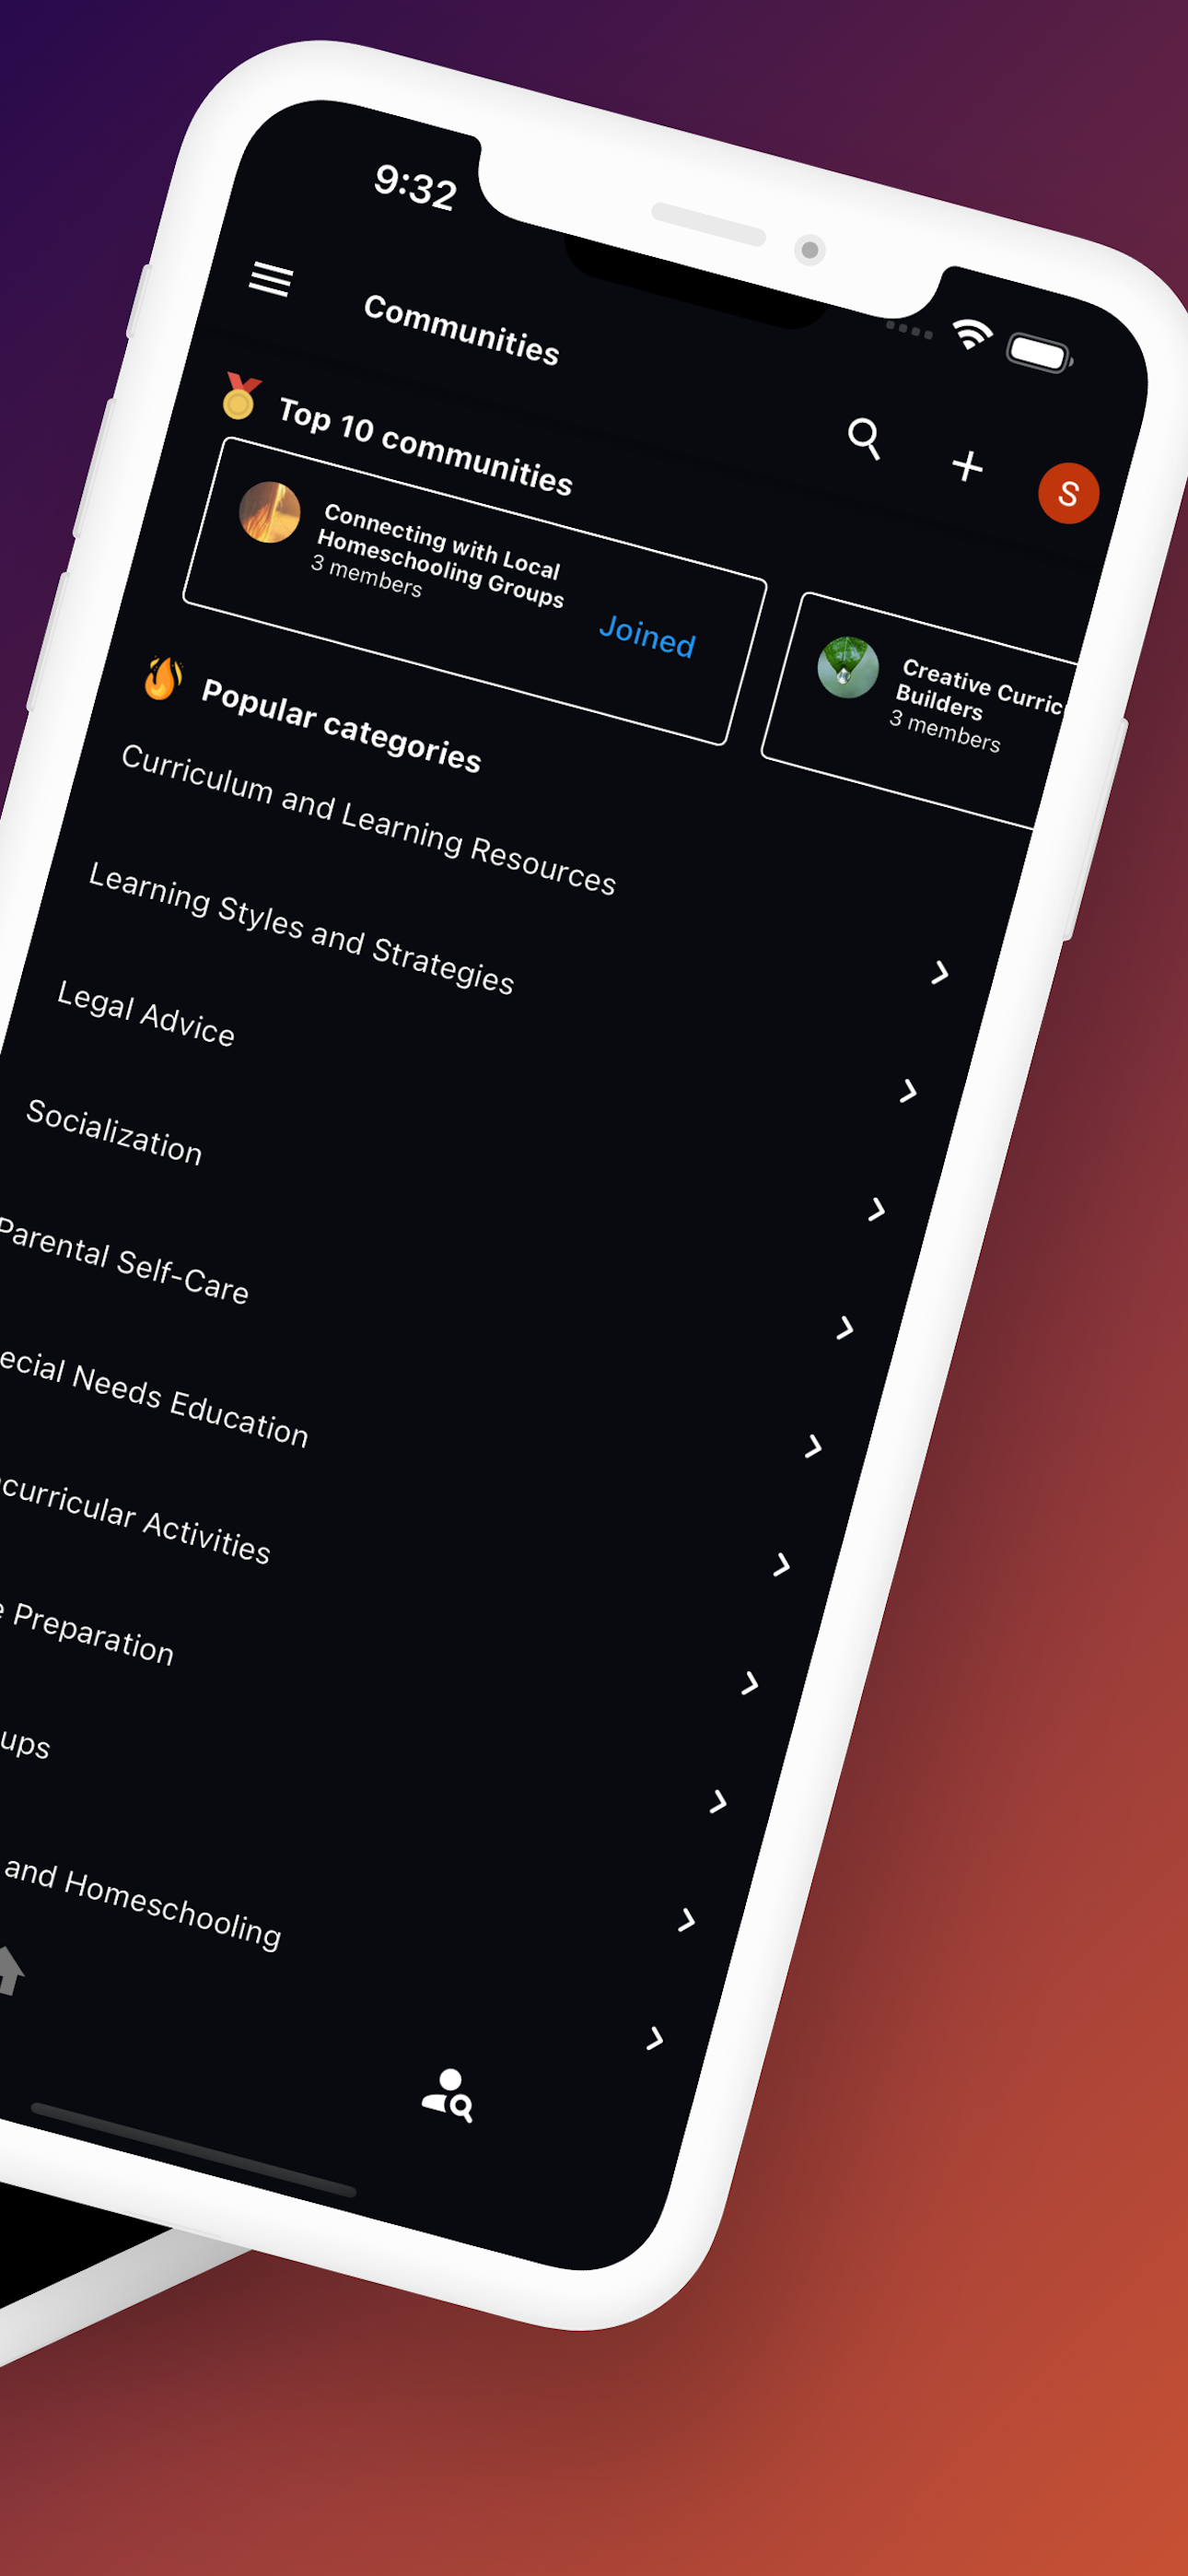 9:32
Communities
S
Top 10 communities
Connecting with Local
Homeschooling Groups
3 members
Joined
Creative Curric
Builders
3 members
Popular categories
Curriculum and Learning Resources
Learning Styles and Strategies
Legal Advice
Socialization
Parental Self-Care
ecial Needs Education
curricular Activities
e Preparation
ups
and Homeschooling